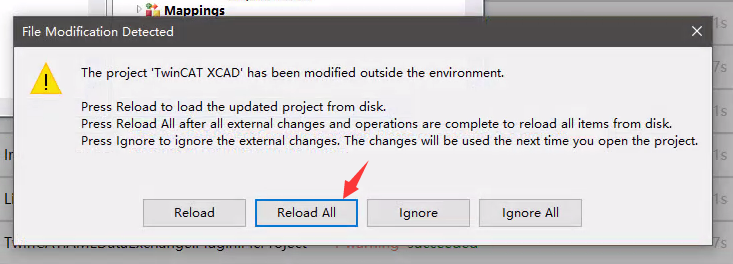 Mappings
File Modification Detected
The project 'TwinCAT XCAD' has been modified outside the environment.
Press Reload to load the updated project from disk.
Press Reload All after all external changes and operations are complete to reload all items from disk.
Press Ignore to ignore the external changes. The changes will be used the next time you open the project.
Reload
Reload All
Ignore
Ignore All